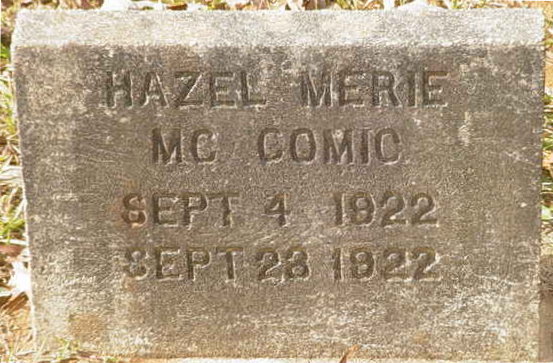 HAZEL MERIE
MC COMIC
SEPT 4 1922
SEPT 23 1922